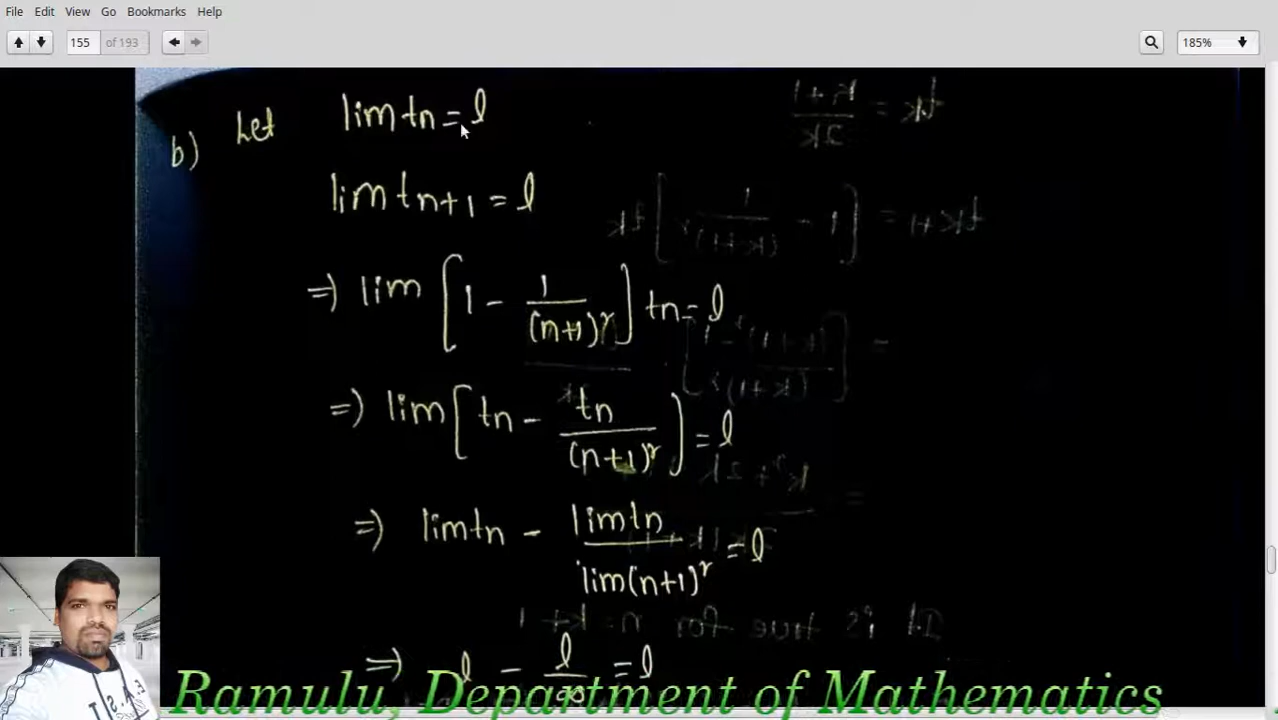 File Edit View Go Bookmarks Help
155 of 193
185%
b) Let lim tn = l
lim tn+1 = l
=) lim [1 - 1/(n+1)^r] tn = l
=) lim [tn - tn/(n+1)^r] = l
=) lim tn - lim tn/lim(n+1)^r = l
=) l - l/∞ = l
Ramulu, Department of Mathematics